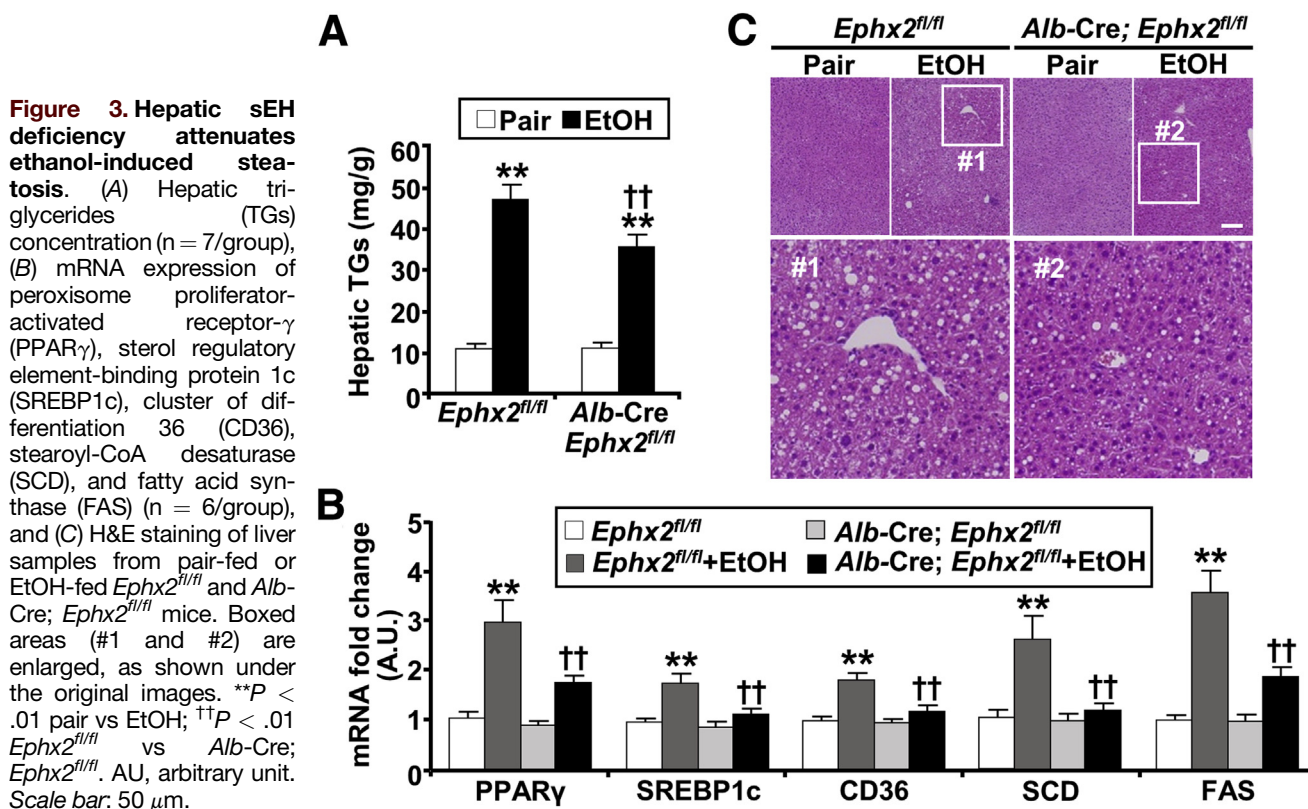 Figure 3. Hepatic sEH
deficiency attenuates
ethanol-induced stea-
tosis. (A) Hepatic tri-
glycerides (TGs)
concentration (n = 7/group),
(B) mRNA expression of
peroxisome proliferator-
activated receptor-γ
(PPARγ), sterol regulatory
element-binding protein 1c
(SREBP1c), cluster of dif-
ferentiation 36 (CD36),
stearoyl-CoA desaturase
(SCD), and fatty acid syn-
thase (FAS) (n = 6/group),
and (C) H&E staining of liver
samples from pair-fed or
EtOH-fed Ephx2fl/fl and Alb-
Cre; Ephx2fl/fl mice. Boxed
areas (#1 and #2) are
enlarged, as shown under
the original images. **P <
.01 pair vs EtOH; ††P < .01
Ephx2fl/fl vs Alb-Cre;
Ephx2fl/fl. AU, arbitrary unit.
Scale bar: 50 μm.
A
Pair EtOH
Hepatic TGs (mg/g)
60
50
40
30
20
10
0
**
††
**
Ephx2fl/fl
Alb-Cre
Ephx2fl/fl
C
Ephx2fl/fl Alb-Cre; Ephx2fl/fl
Pair EtOH Pair EtOH
#1
#2
#1
#2
B
Ephx2fl/fl Alb-Cre; Ephx2fl/fl
Ephx2fl/fl+EtOH Alb-Cre; Ephx2fl/fl+EtOH
mRNA fold change
(A.U.)
5
4
3
2
1
0
** †† ** †† ** †† ** †† ** ††
PPARγ SREBP1c CD36 SCD FAS